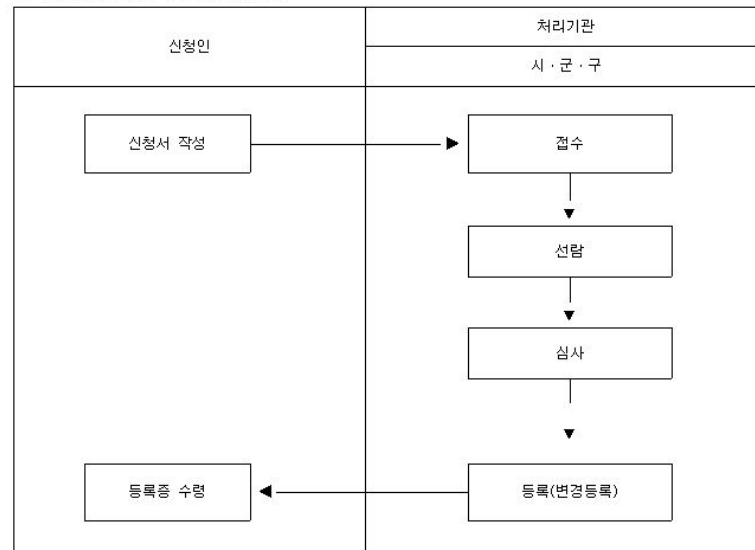 신청인
처리기관
시·군·구
신청서 작성
접수
선람
심사
등록증 수령
등록(변경등록)